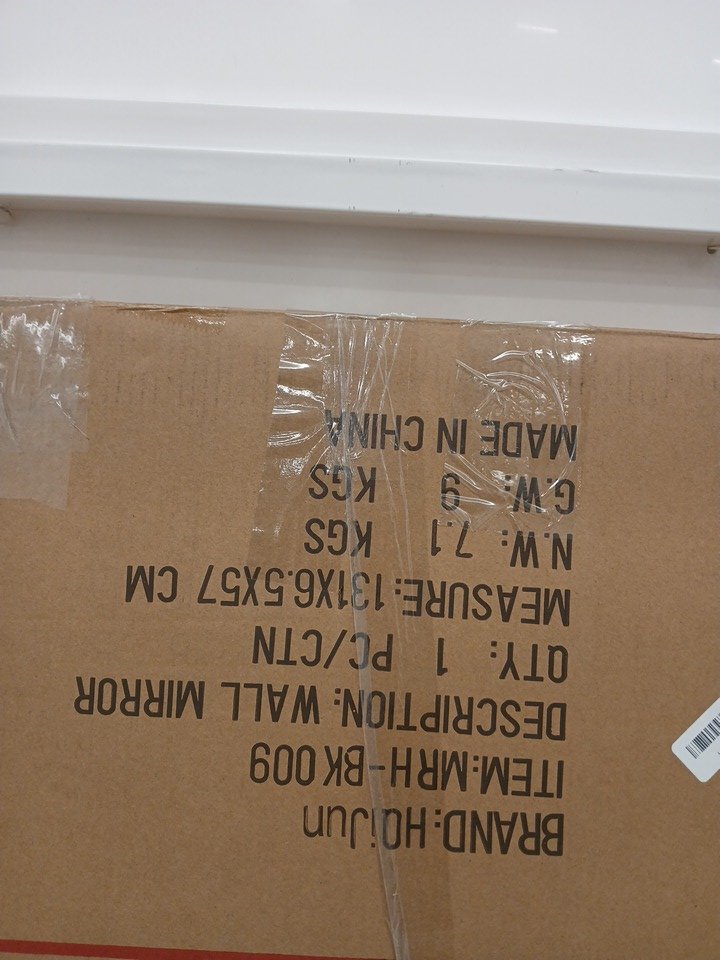 BRAND:HaiJun
ITEM:MRH-BK009
DESCRIPTION: WALL MIRROR
QTY: 1 PC/CTN
MEASURE:131X6.5X57 CM
N.W: 7.1 KGS
G.W: 9 KGS
MADE IN CHINA